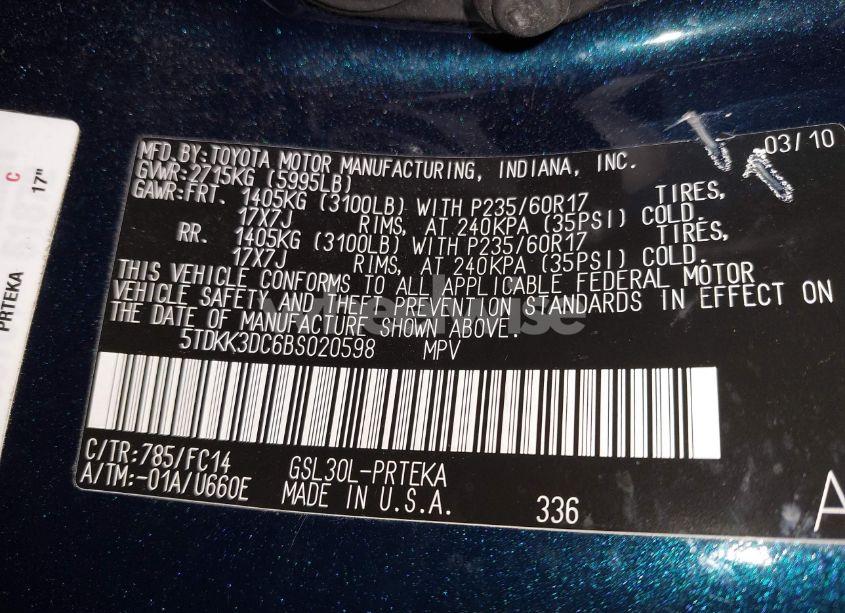 C
17"
PRTEKA
03/10
MFD.BY:TOYOTA MOTOR MANUFACTURING, INDIANA, INC.
GVWR:2715KG (5995LB)
GAWR:FRT. 1405KG (3100LB) WITH P235/60R17 TIRES,
17X7J RIMS, AT 240KPA (35PSI) COLD.
RR. 1405KG (3100LB) WITH P235/60R17 TIRES,
17X7J RIMS, AT 240KPA (35PSI) COLD.
THIS VEHICLE CONFORMS TO ALL APPLICABLE FEDERAL MOTOR
VEHICLE SAFETY AND THEFT PREVENTION STANDARDS IN EFFECT ON
THE DATE OF MANUFACTURE SHOWN ABOVE.
5TDKK3DC6BS020598 MPV
C/TR:785/FC14
A/TM:-01A/U660E
GSL30L-PRTEKA
MADE IN U.S.A.
336
A